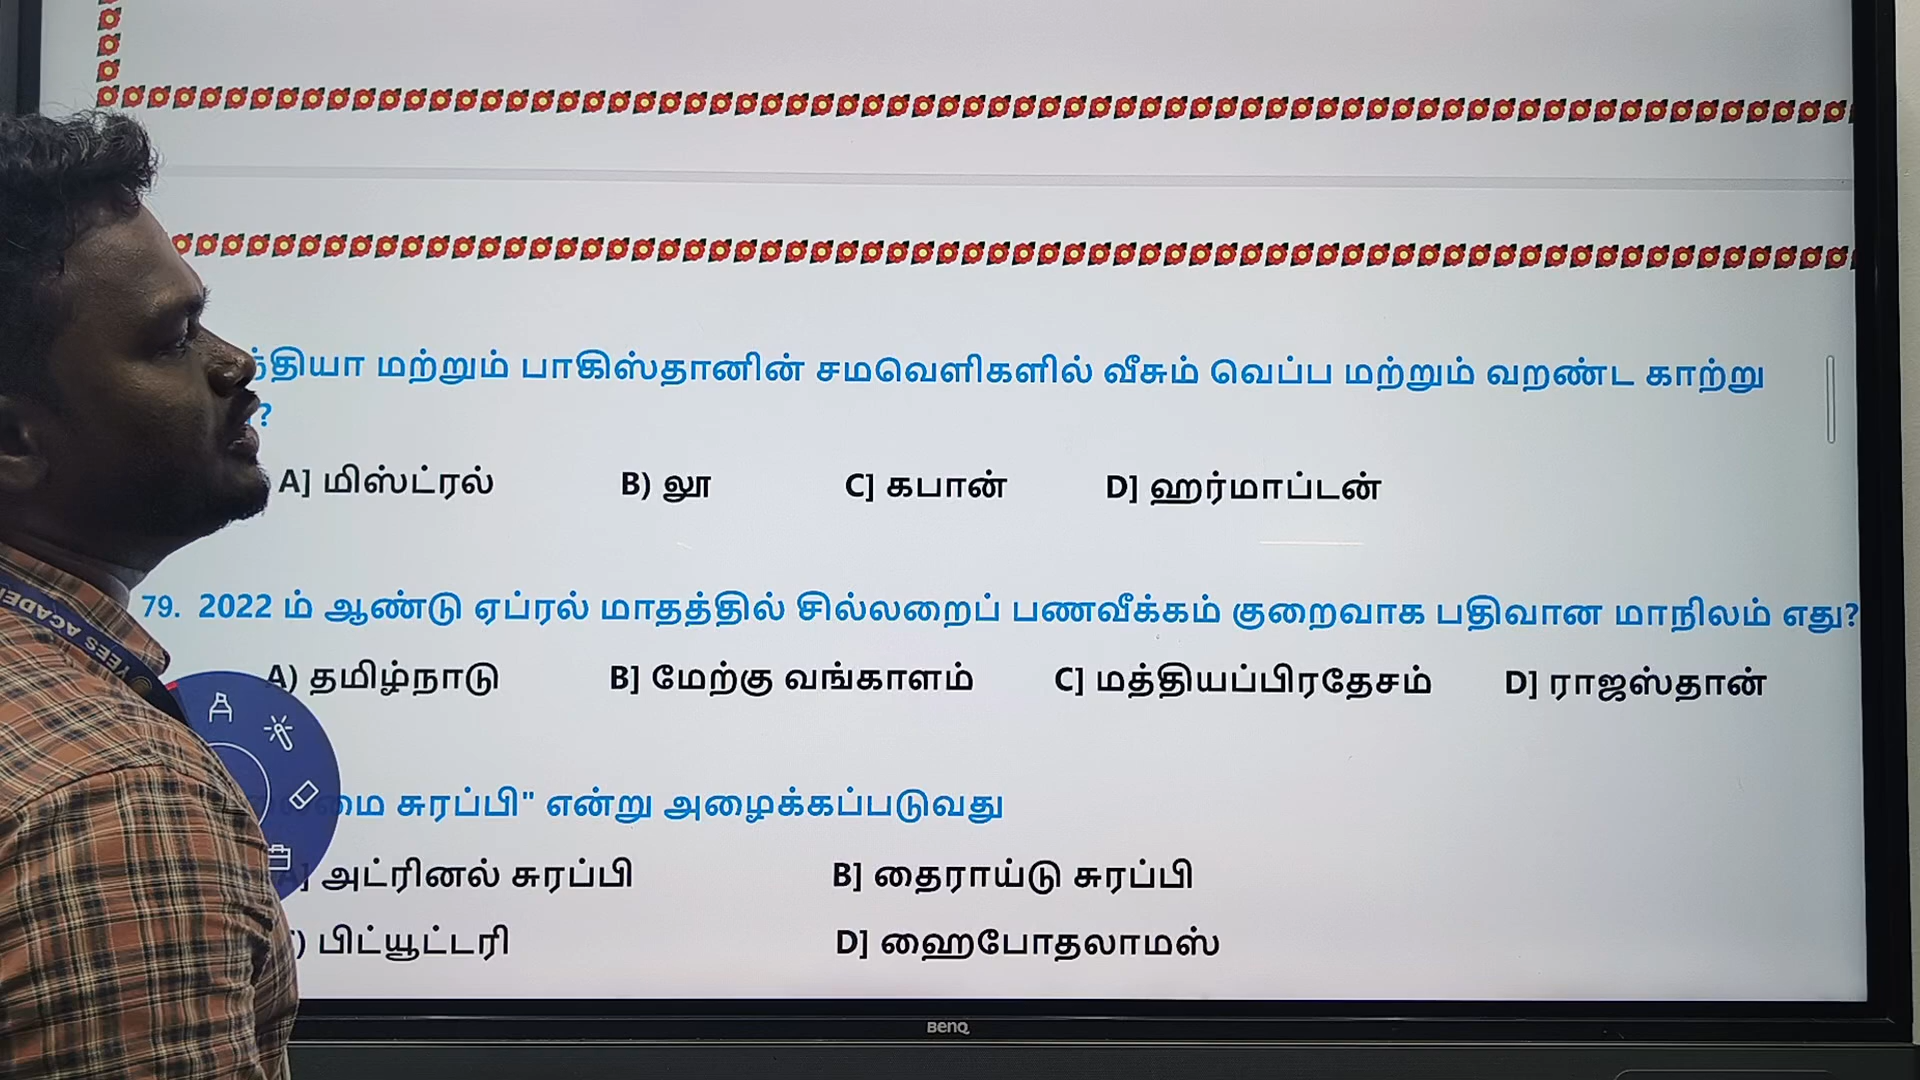 மற்றும் பாகிஸ்தானின் சமவெளிகளில் வீசும் வெப்ப மற்றும் வறண்ட காற்று
?
A] மிஸ்ட்ரல் B) லூ C] கபான் D] ஹர்மாப்டன்
79. 2022 ம் ஆண்டு ஏப்ரல் மாதத்தில் சில்லறைப் பணவீக்கம் குறைவாக பதிவான மாநிலம் எது?
A) தமிழ்நாடு B] மேற்கு வங்காளம் C] மத்தியப்பிரதேசம் D] ராஜஸ்தான்
சுரப்பி" என்று அழைக்கப்படுவது
A] அட்ரினல் சுரப்பி B] தைராய்டு சுரப்பி
) பிட்யூட்டரி D] ஹைபோதலாமஸ்
BenQ